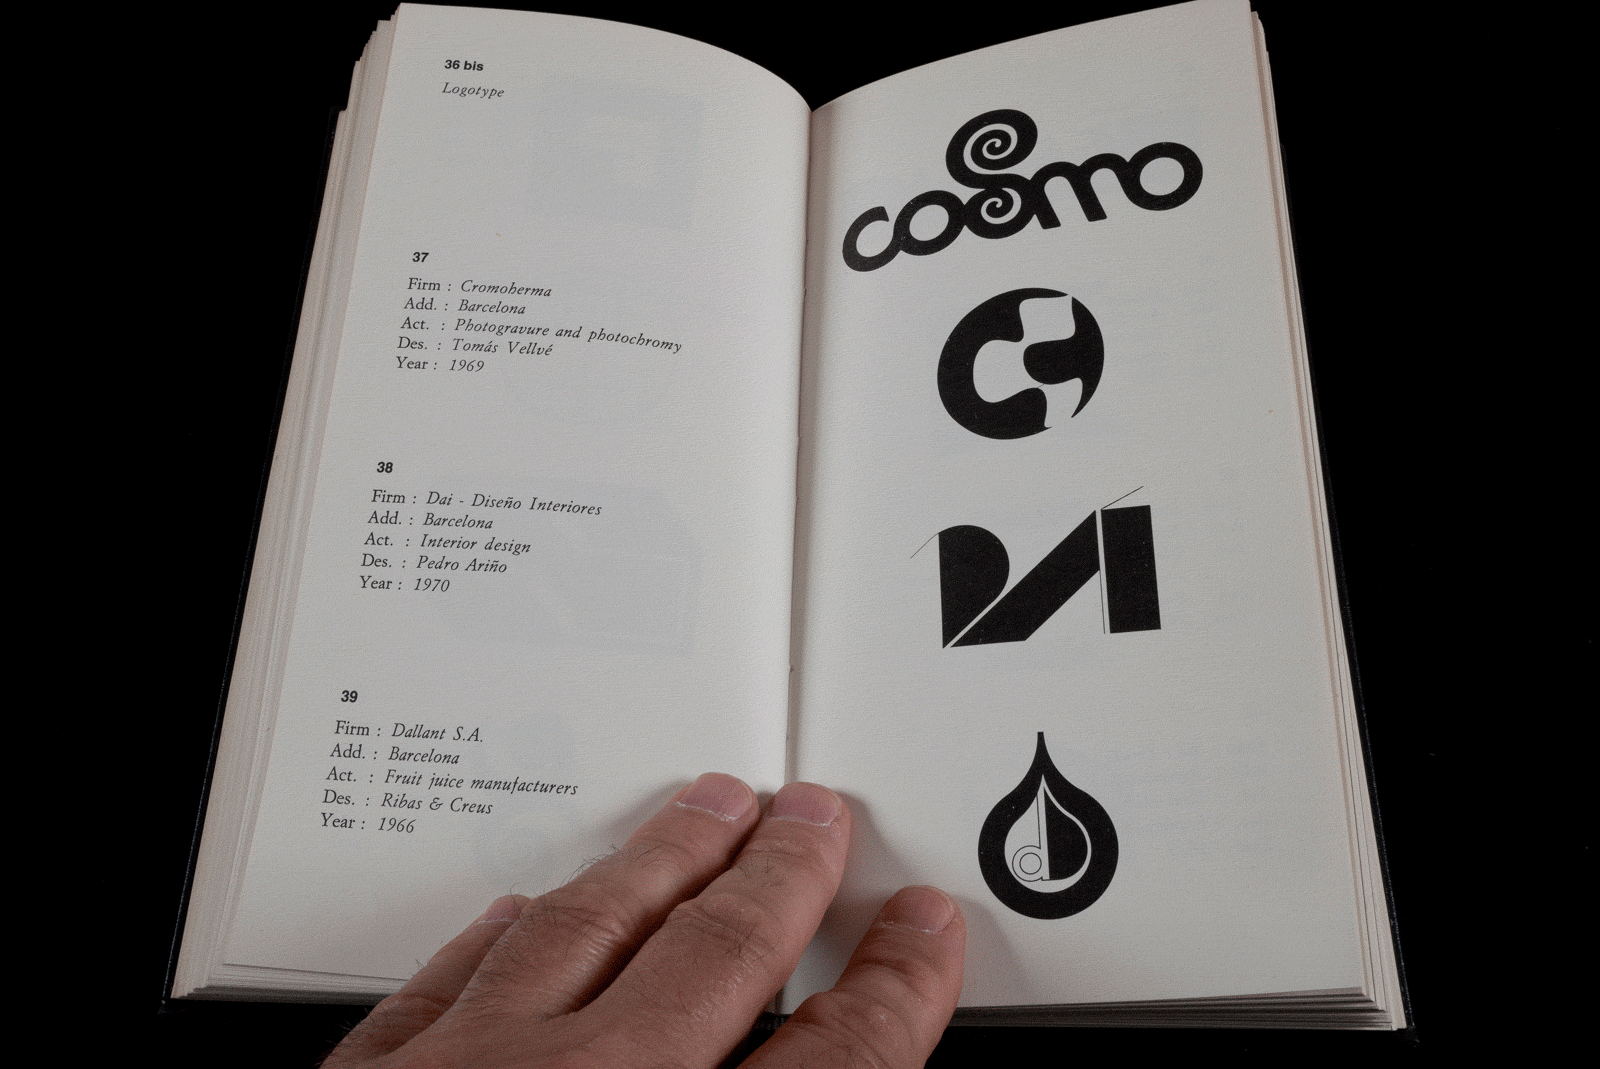 36 bis
Logotype
37
Firm : Cromoherma
Add. : Barcelona
Act. : Photogravure and photochromy
Des. : Tomás Vellvé
Year : 1969
38
Firm : Dai - Diseño Interiores
Add. : Barcelona
Act. : Interior design
Des. : Pedro Ariño
Year : 1970
39
Firm : Dallant S.A.
Add. : Barcelona
Act. : Fruit juice manufacturers
Des. : Ribas & Creus
Year : 1966
coSmo
CH
DAI
d